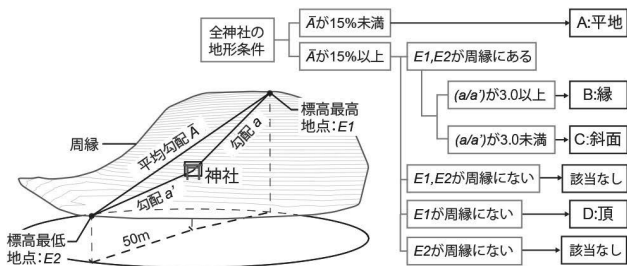 全神社の
地形条件
Āが15%未満
A:平地
Āが15%以上
E1,E2が周縁にある
(a/a')が3.0以上
B:縁
(a/a')が3.0未満
C:斜面
E1,E2が周縁にない
該当なし
E1が周縁にない
D:頂
E2が周縁にない
該当なし
周縁
平均勾配 Ā
勾配 a
標高最高
地点:E1
神社
勾配 a'
標高最低
地点:E2
50m